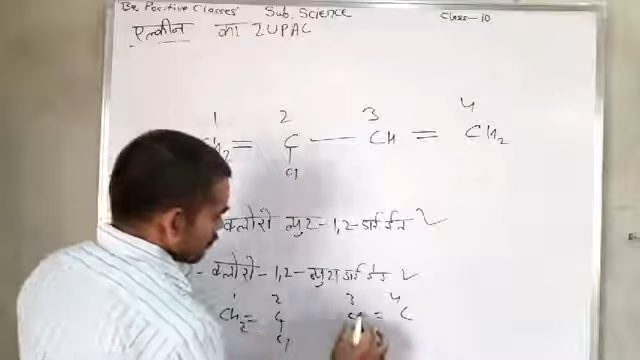 Be Positive Classes' Sub. Science Class-10
एल्कीन का IUPAC
1 2 3 4
CH2 = C — CH = CH2
Cl
क्लोरो ब्युट-1,2-डाईईन ✓
- क्लोरो-1,2-ब्युटाडाईईन ✓
1 2 3 4
CH2 = C = C
Cl